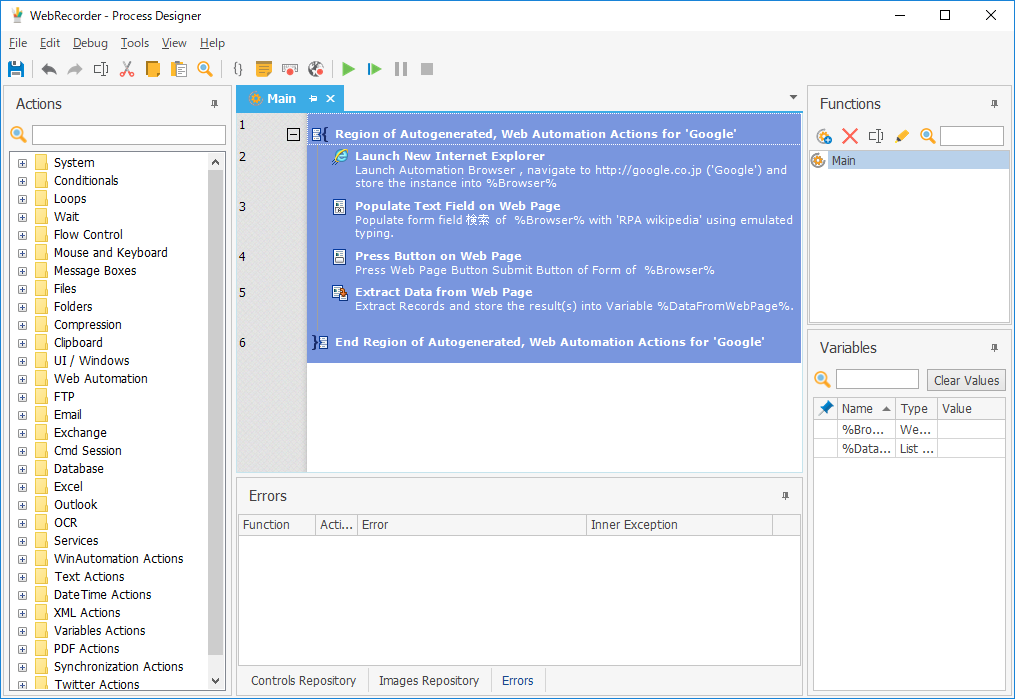 WebRecorder - Process Designer
File Edit Debug Tools View Help
{}
Actions
System
Conditionals
Loops
Wait
Flow Control
Mouse and Keyboard
Message Boxes
Files
Folders
Compression
Clipboard
UI / Windows
Web Automation
FTP
Email
Exchange
Cmd Session
Database
Excel
Outlook
OCR
Services
WinAutomation Actions
Text Actions
DateTime Actions
XML Actions
Variables Actions
PDF Actions
Synchronization Actions
Twitter Actions
Main
1 Region of Autogenerated, Web Automation Actions for 'Google'
2 Launch New Internet Explorer
Launch Automation Browser , navigate to http://google.co.jp ('Google') and
store the instance into %Browser%
3 Populate Text Field on Web Page
Populate form field 検索 of %Browser% with 'RPA wikipedia' using emulated
typing.
4 Press Button on Web Page
Press Web Page Button Submit Button of Form of %Browser%
5 Extract Data from Web Page
Extract Records and store the result(s) into Variable %DataFromWebPage%.
6 End Region of Autogenerated, Web Automation Actions for 'Google'
Errors
Function Acti... Error Inner Exception
Controls Repository Images Repository Errors
Functions
Main
Variables
Clear Values
Name Type Value
%Bro... We...
%Data... List ...